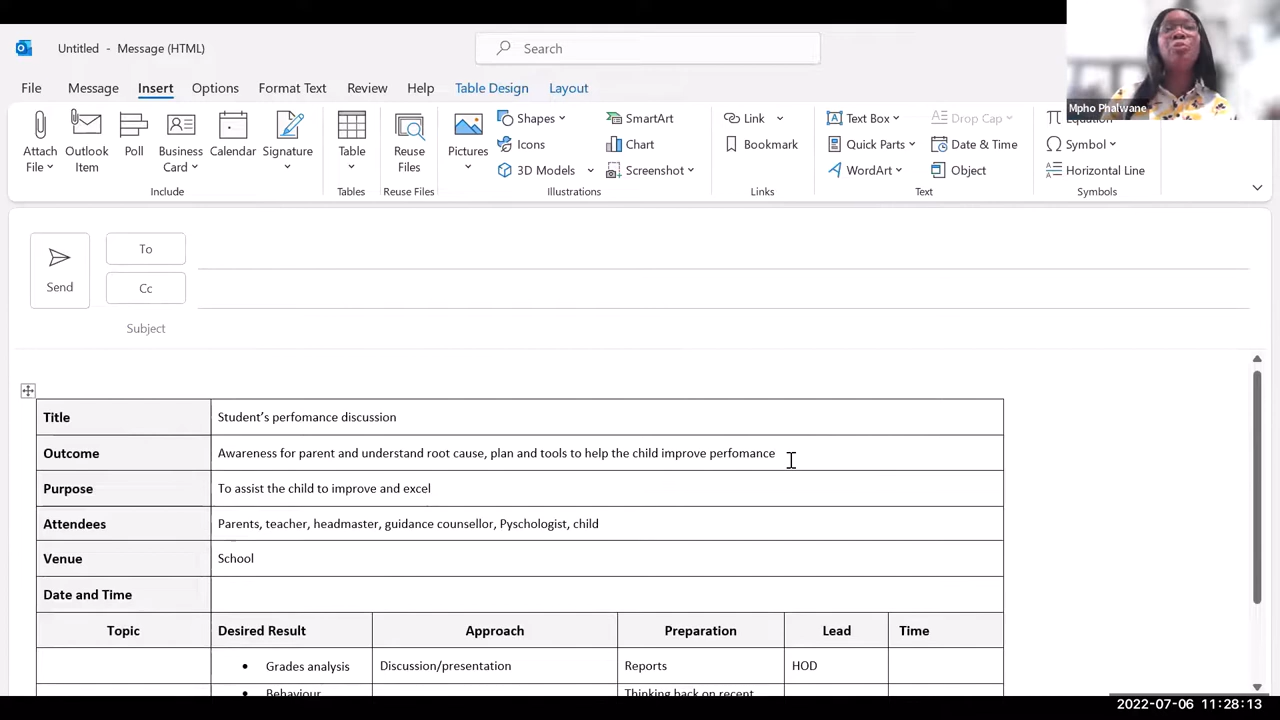 Untitled - Message (HTML)
Search
Mpho Phalwane
File Message Insert Options Format Text Review Help Table Design Layout
Attach File
Outlook Item
Poll
Business Card
Calendar
Signature
Include
Table
Tables
Reuse Files
Reuse Files
Pictures
Shapes
Icons
3D Models
SmartArt
Chart
Screenshot
Illustrations
Link
Bookmark
Links
Text Box
Quick Parts
WordArt
Drop Cap
Date & Time
Object
Text
Equation
Symbol
Horizontal Line
Symbols
Send
To
Cc
Subject
Title Student's perfomance discussion
Outcome Awareness for parent and understand root cause, plan and tools to help the child improve perfomance
Purpose To assist the child to improve and excel
Attendees Parents, teacher, headmaster, guidance counsellor, Pyschologist, child
Venue School
Date and Time
Topic Desired Result Approach Preparation Lead Time
• Grades analysis Discussion/presentation Reports HOD
• Behaviour Thinking back on recent
2022-07-06 11:28:13